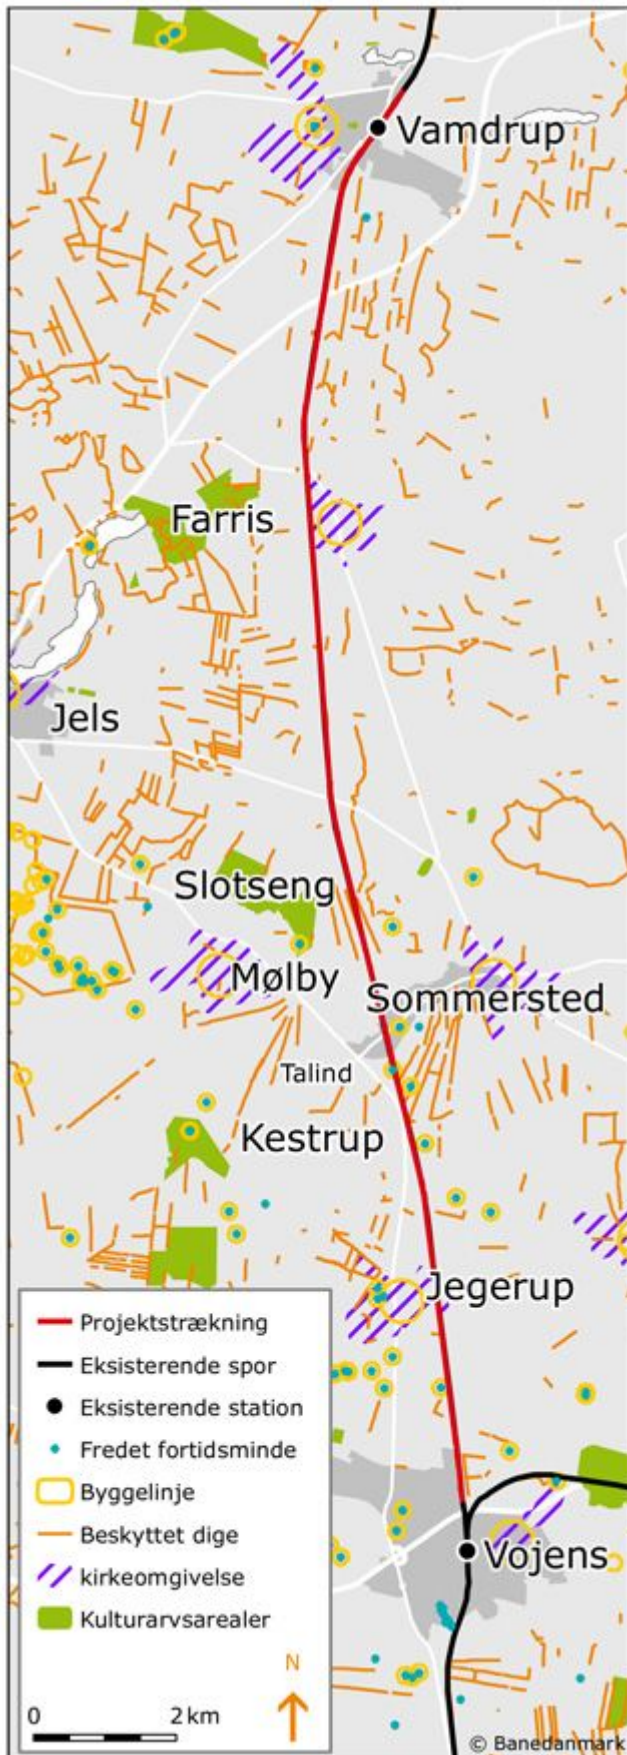 Vamdrup
Farris
Jels
Slotseng
Mølby
Sommersted
Talind
Kestrup
Jegerup
Projektstrækning
Eksisterende spor
Eksisterende station
Fredet fortidsminde
Byggelinje
Beskyttet dige
kirkeomgivelse
Kulturarvsarealer
Vojens
N
0 2 km
© Banedanmark